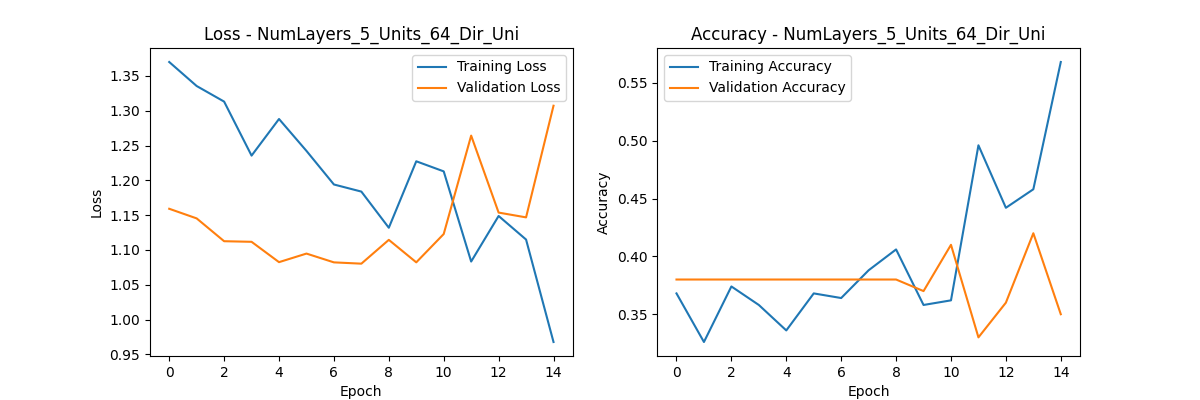 Loss - NumLayers_5_Units_64_Dir_Uni
Training Loss
Validation Loss
1.35
1.30
1.25
1.20
1.15
1.10
1.05
1.00
0.95
Loss
0 2 4 6 8 10 12 14
Epoch
Accuracy - NumLayers_5_Units_64_Dir_Uni
Training Accuracy
Validation Accuracy
0.55
0.50
0.45
0.40
0.35
Accuracy
0 2 4 6 8 10 12 14
Epoch